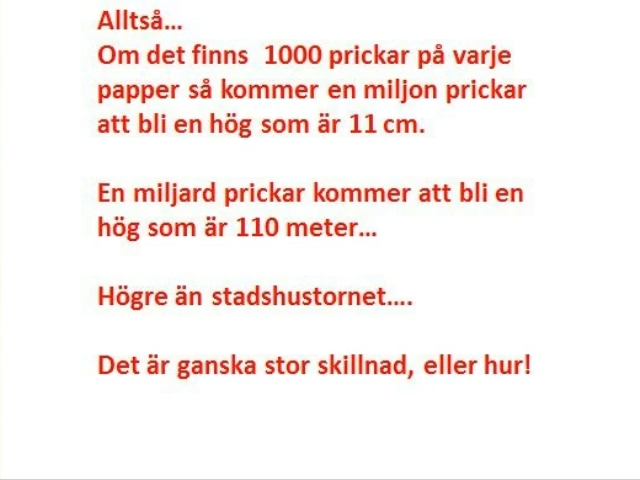 Alltså...
Om det finns  1000 prickar på varje
papper så kommer en miljon prickar
att bli en hög som är 11 cm.
En miljard prickar kommer att bli en
hög som är 110 meter...
Högre än stadshustornet....
Det är ganska stor skillnad, eller hur!